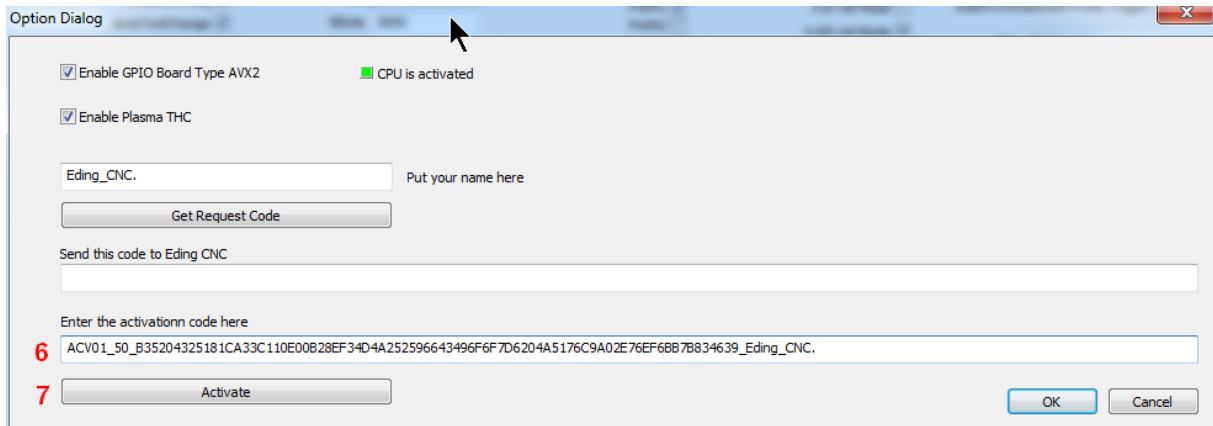 Option Dialog
Enable GPIO Board Type AVX2
CPU is activated
Enable Plasma THC
Eding_CNC.
Put your name here
Get Request Code
Send this code to Eding CNC
Enter the activationn code here
6 ACV01_50_B35204325181CA33C110E00B28EF34D4A252596643496F6F7D6204A5176C9A02E76EF6BB7B834639_Eding_CNC.
7 Activate
OK
Cancel